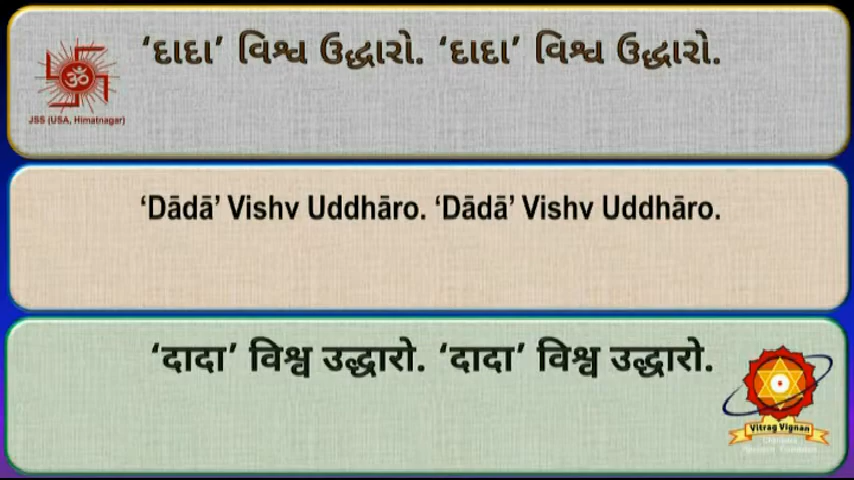 ‘દાદા’ વિશ્વ ઉદ્ધારો. ‘દાદા’ વિશ્વ ઉદ્ધારો.
ॐ
JSS (USA, Himatnagar)
‘Dādā’ Vishv Uddhāro. ‘Dādā’ Vishv Uddhāro.
‘दादा’ विश्व उद्धारो. ‘दादा’ विश्व उद्धारो.
Vitrag Vignan